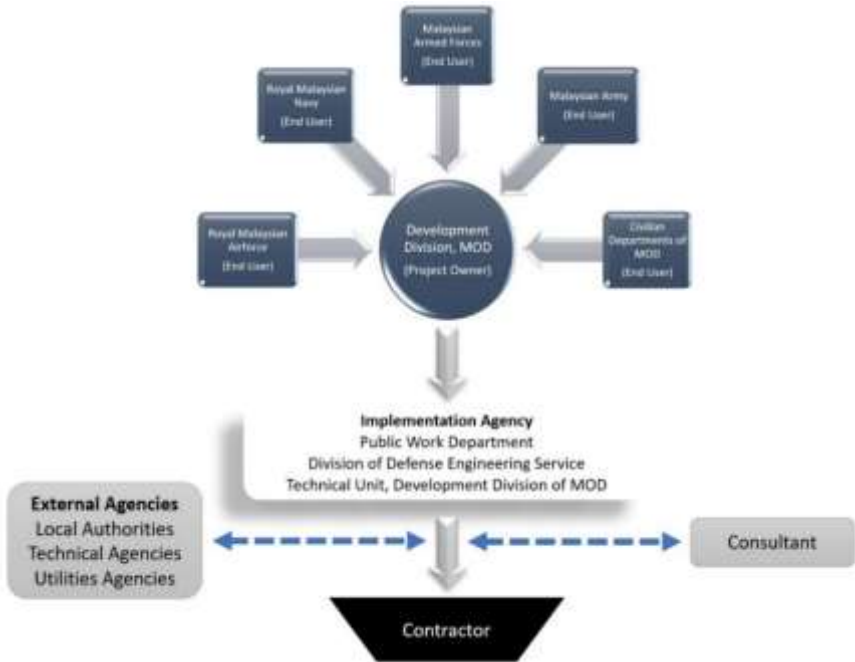 Malaysian
Armed Forces
(End User)
Royal Malaysian
Navy
(End User)
Malaysian Army
(End User)
Royal Malaysian
Airforce
(End User)
Development
Division, MOD
(Project Owner)
Civilian
Departments of
MOD
(End User)
Implementation Agency
Public Work Department
Division of Defense Engineering Service
Technical Unit, Development Division of MOD
External Agencies
Local Authorities
Technical Agencies
Utilities Agencies
Consultant
Contractor